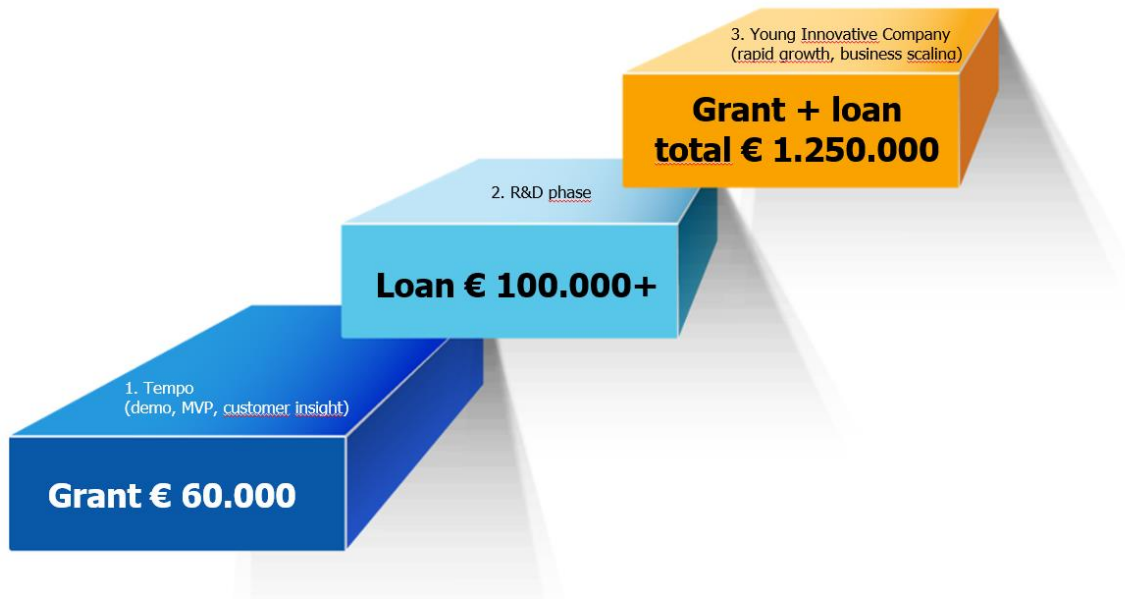 3. Young Innovative Company
(rapid growth, business scaling)
Grant + loan
total € 1.250.000
2. R&D phase
Loan € 100.000+
1. Tempo
(demo, MVP, customer insight)
Grant € 60.000